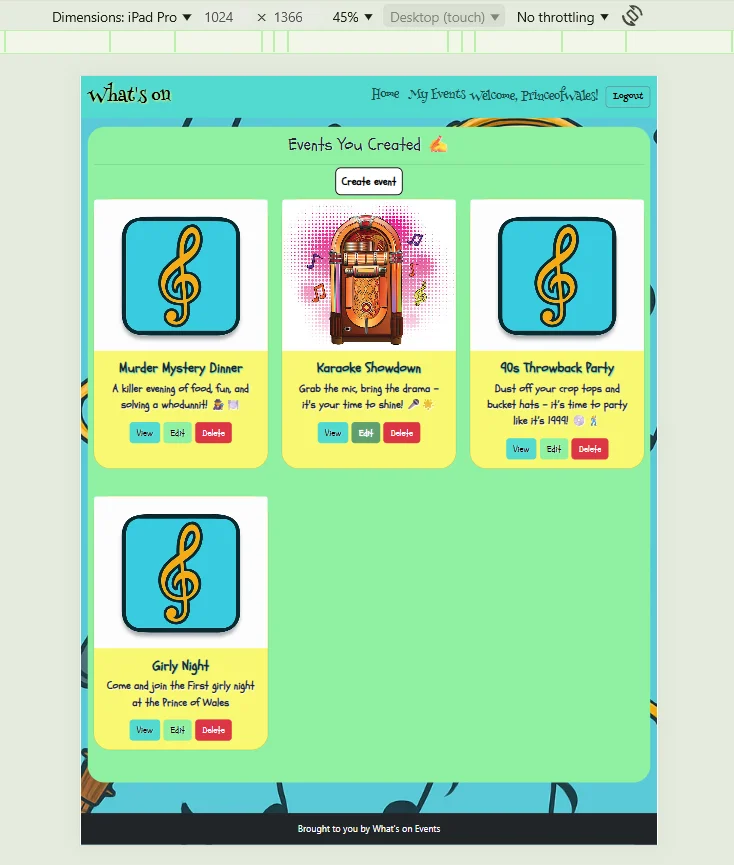 Dimensions: iPad Pro ▼ 1024 × 1366 45% ▼ Desktop (touch) ▼ No throttling ▼
What's on
Home My Events Welcome, PrinceofWales! Logout
Events You Created ✍️
Create event
Murder Mystery Dinner
A killer evening of food, fun, and
solving a whodunnit! 🕵️‍♀️ 🍽️
View Edit Delete
Karaoke Showdown
Grab the mic, bring the drama –
it's your time to shine! 🎤 🌟
View Edit Delete
90s Throwback Party
Dust off your crop tops and
bucket hats – it's time to party
like it's 1999! 🪩 🕺
View Edit Delete
Girly Night
Come and join the First girly night
at the Prince of Wales
View Edit Delete
Brought to you by What's on Events